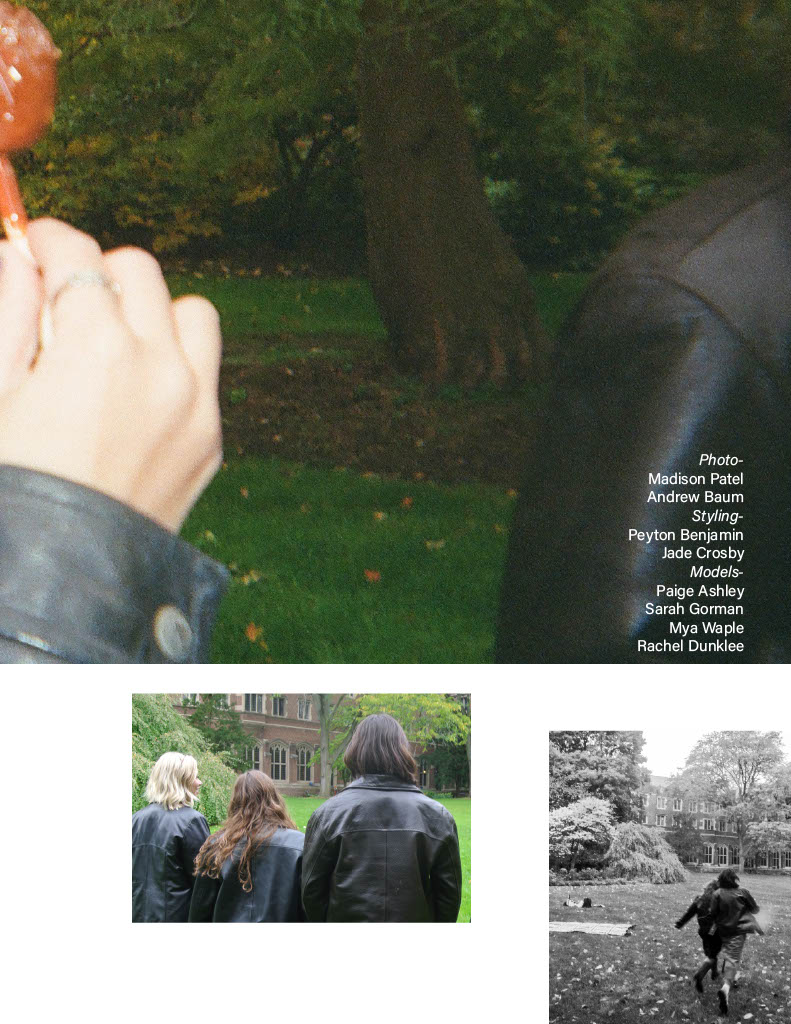 Photo-
Madison Patel
Andrew Baum
Styling-
Peyton Benjamin
Jade Crosby
Models-
Paige Ashley
Sarah Gorman
Mya Waple
Rachel Dunklee